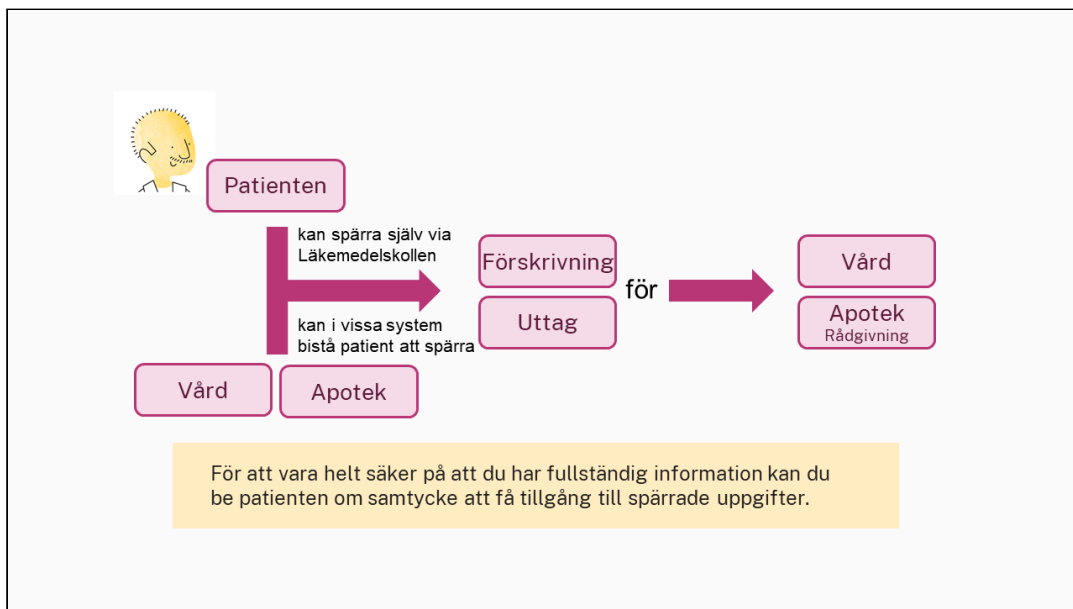 Patienten
kan spärra själv via
Läkemedelskollen
kan i vissa system
bistå patient att spärra
Vård
Apotek
Förskrivning
Uttag
för
Vård
Apotek
Rådgivning
För att vara helt säker på att du har fullständig information kan du
be patienten om samtycke att få tillgång till spärrade uppgifter.